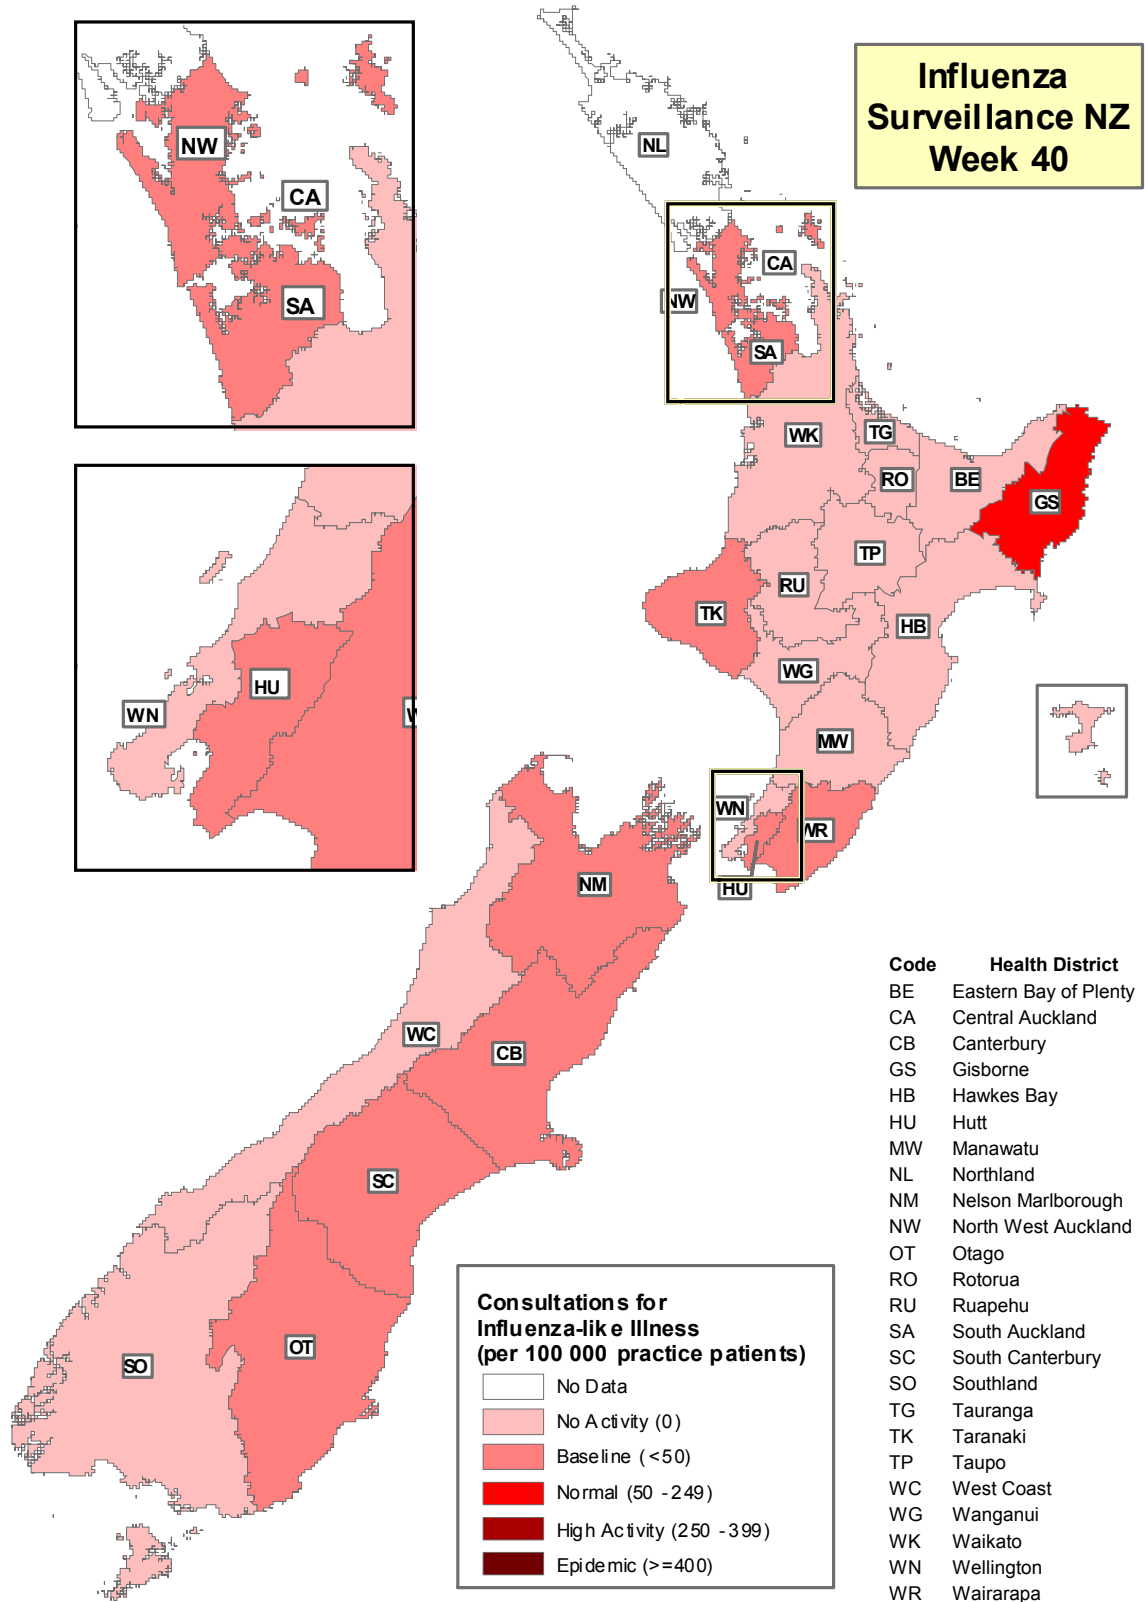 Influenza
Surveillance NZ
Week 40
NW
CA
SA
HU
WN
NL
CA
NW
SA
WK
TG
RO
BE
GS
TP
RU
TK
HB
WG
MW
WN
WR
HU
NM
WC
CB
SC
OT
SO
Consultations for
Influenza-like Illness
(per 100 000 practice patients)
No Data
No Activity (0)
Baseline (<50)
Normal (50 -249)
High Activity (250 -399)
Epidemic (>=400)
Code Health District
BE Eastern Bay of Plenty
CA Central Auckland
CB Canterbury
GS Gisborne
HB Hawkes Bay
HU Hutt
MW Manawatu
NL Northland
NM Nelson Marlborough
NW North West Auckland
OT Otago
RO Rotorua
RU Ruapehu
SA South Auckland
SC South Canterbury
SO Southland
TG Tauranga
TK Taranaki
TP Taupo
WC West Coast
WG Wanganui
WK Waikato
WN Wellington
WR Wairarapa